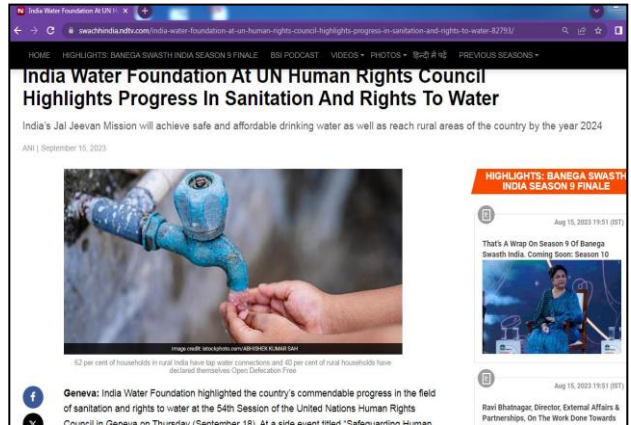 India Water Foundation At UN H
swachhindia.ndtv.com/india-water-foundation-at-un-human-rights-council-highlights-progress-in-sanitation-and-rights-to-water-82793/
HOME HIGHLIGHTS: BANEGA SWASTH INDIA SEASON 9 FINALE BSI PODCAST VIDEOS PHOTOS हिन्दी में पढ़ें PREVIOUS SEASONS
India Water Foundation At UN Human Rights Council
Highlights Progress In Sanitation And Rights To Water
India's Jal Jeevan Mission will achieve safe and affordable drinking water as well as reach rural areas of the country by the year 2024
ANI | September 15, 2023
Image credit: istockphoto.com/ABHISHEK KUMAR SAH
62 per cent of households in rural India have tap water connections and 40 per cent of rural households have
declared themselves Open Defecation Free
Geneva: India Water Foundation highlighted the country's commendable progress in the field
of sanitation and rights to water at the 54th Session of the United Nations Human Rights
Council in Geneva on Thursday (September 18). At a side event titled "Safeguarding Human
HIGHLIGHTS: BANEGA SWASTH
INDIA SEASON 9 FINALE
Aug 15, 2023 19:51 (IST)
That's A Wrap On Season 9 Of Banega
Swasth India. Coming Soon: Season 10
Aug 15, 2023 19:51 (IST)
Ravi Bhatnagar, Director, External Affairs &
Partnerships, On The Work Done Towards